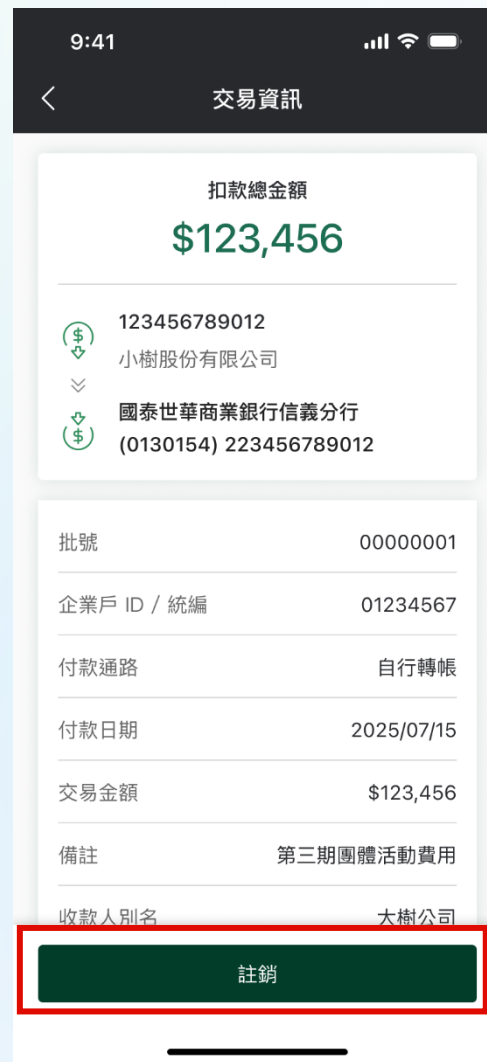 9:41
交易資訊
扣款總金額
$123,456
123456789012
小樹股份有限公司
國泰世華商業銀行信義分行
(0130154) 223456789012
批號 00000001
企業戶 ID / 統編 01234567
付款通路 自行轉帳
付款日期 2025/07/15
交易金額 $123,456
備註 第三期團體活動費用
收款人別名 大樹公司
註銷